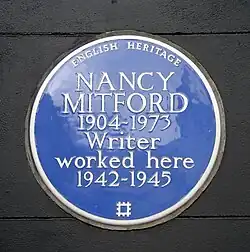 ENGLISH HERITAGE
NANCY
MITFORD
1904-1973
Writer
worked here
1942-1945